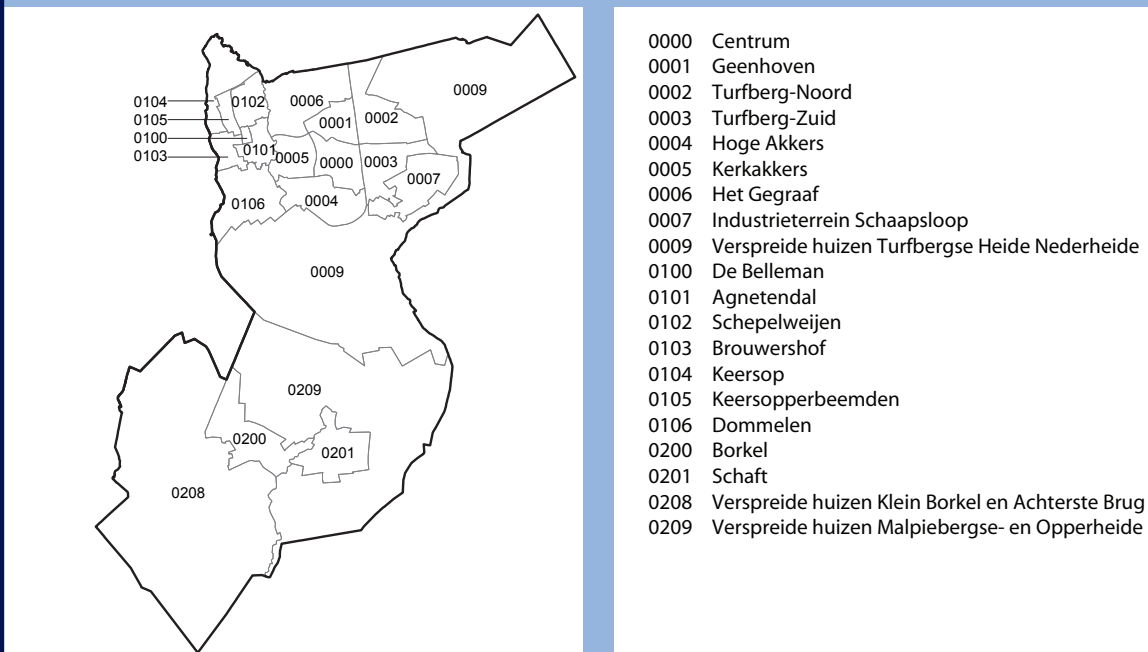 0104
0105
0100
0103
0102
0006
0001
0002
0009
0101
0005
0000
0003
0007
0106
0004
0009
0209
0200
0201
0208
0000 Centrum
0001 Geenhoven
0002 Turfberg-Noord
0003 Turfberg-Zuid
0004 Hoge Akkers
0005 Kerkakkers
0006 Het Gegraaf
0007 Industrieterrein Schaapsloop
0009 Verspreide huizen Turfbergse Heide Nederheide
0100 De Belleman
0101 Agnetendal
0102 Schepelweijen
0103 Brouwershof
0104 Keersop
0105 Keersopperbeemden
0106 Dommelen
0200 Borkel
0201 Schaft
0208 Verspreide huizen Klein Borkel en Achterste Brug
0209 Verspreide huizen Malpiebergse- en Opperheide